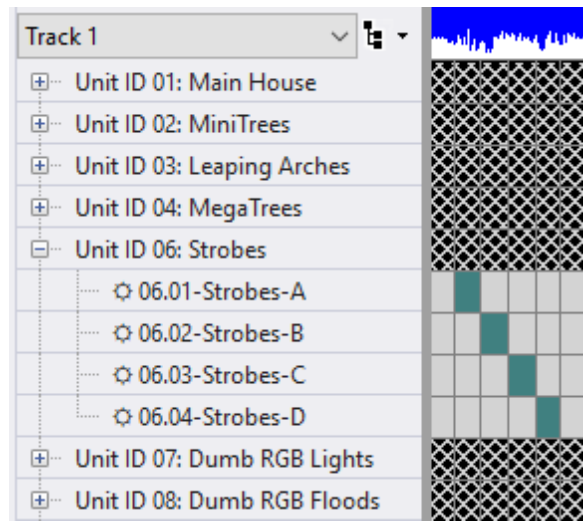 Track 1
Unit ID 01: Main House
Unit ID 02: MiniTrees
Unit ID 03: Leaping Arches
Unit ID 04: MegaTrees
Unit ID 06: Strobes
06.01-Strobes-A
06.02-Strobes-B
06.03-Strobes-C
06.04-Strobes-D
Unit ID 07: Dumb RGB Lights
Unit ID 08: Dumb RGB Floods